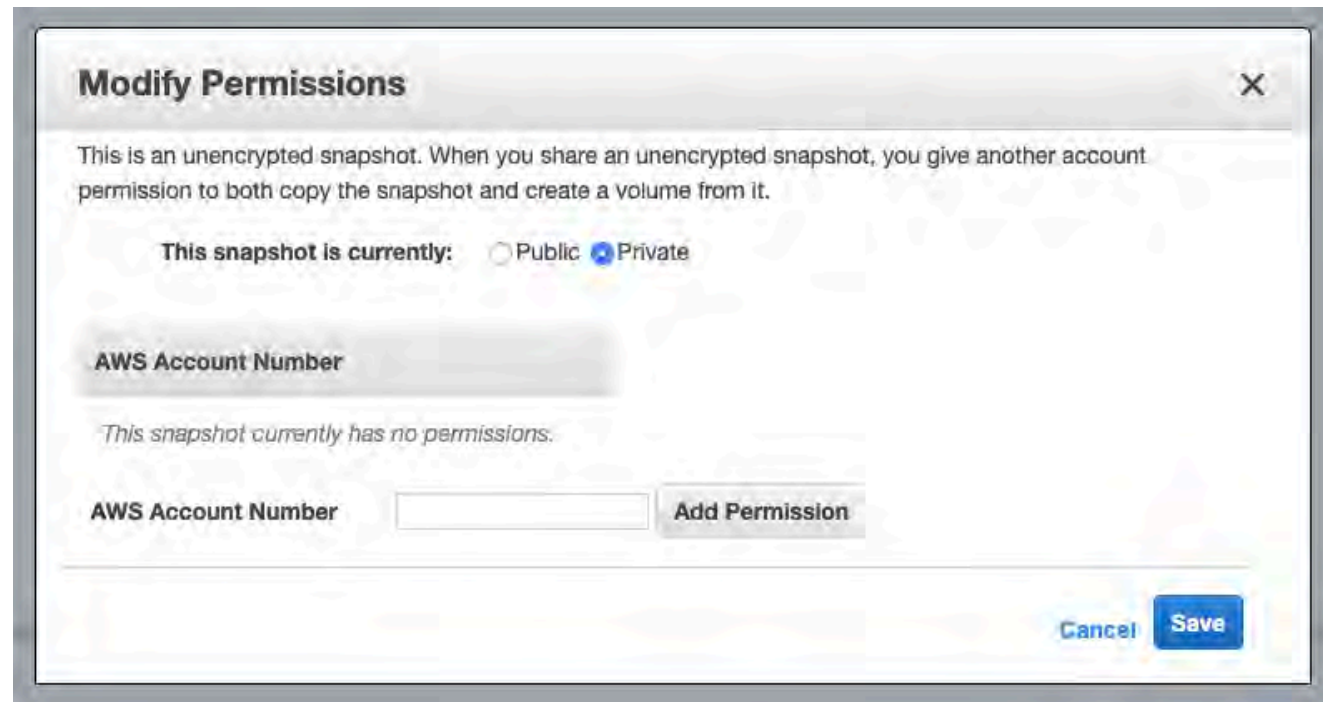 Modify Permissions
This is an unencrypted snapshot. When you share an unencrypted snapshot, you give another account
permission to both copy the snapshot and create a volume from it.
This snapshot is currently: Public Private
AWS Account Number
This snapshot currently has no permissions.
AWS Account Number Add Permission
Cancel Save